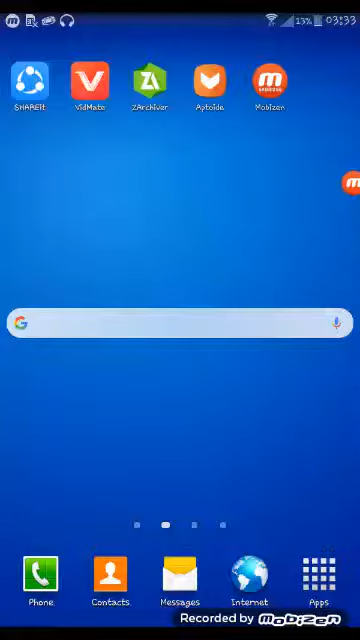 13% 03:33
SHAREit VidMate ZArchiver Aptoide Mobizen
Phone Contacts Messages Internet Apps
Recorded by mobizen